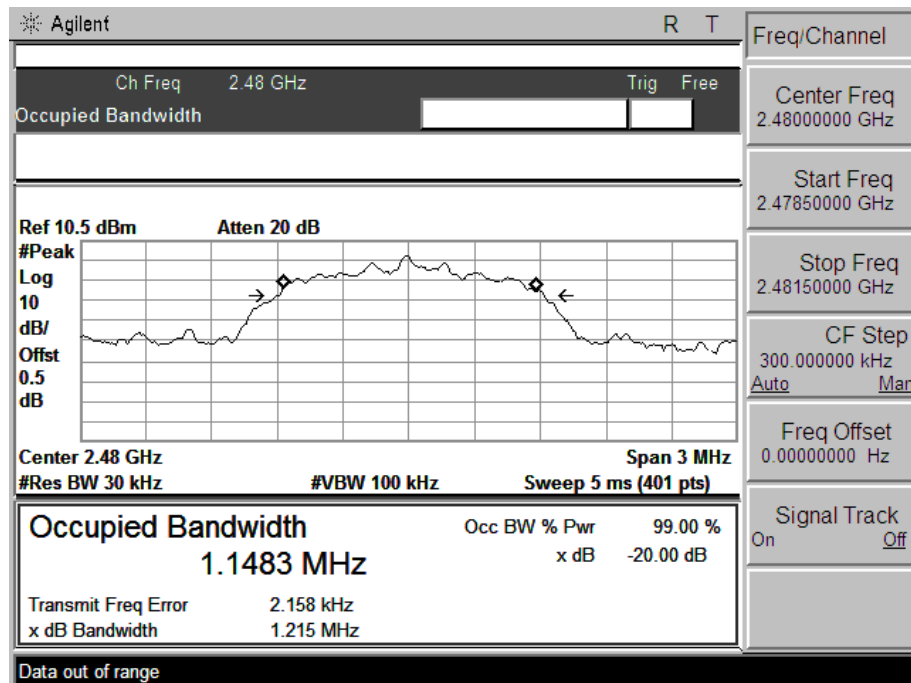 Agilent R T
Ch Freq 2.48 GHz Trig Free
Occupied Bandwidth
Ref 10.5 dBm Atten 20 dB
#Peak
Log
10
dB/
Offst
0.5
dB
Center 2.48 GHz Span 3 MHz
#Res BW 30 kHz #VBW 100 kHz Sweep 5 ms (401 pts)
Occupied Bandwidth Occ BW % Pwr 99.00 %
1.1483 MHz x dB -20.00 dB
Transmit Freq Error 2.158 kHz
x dB Bandwidth 1.215 MHz
Data out of range
Freq/Channel
Center Freq
2.48000000 GHz
Start Freq
2.47850000 GHz
Stop Freq
2.48150000 GHz
CF Step
300.000000 kHz
Auto Man
Freq Offset
0.00000000 Hz
Signal Track
On Off